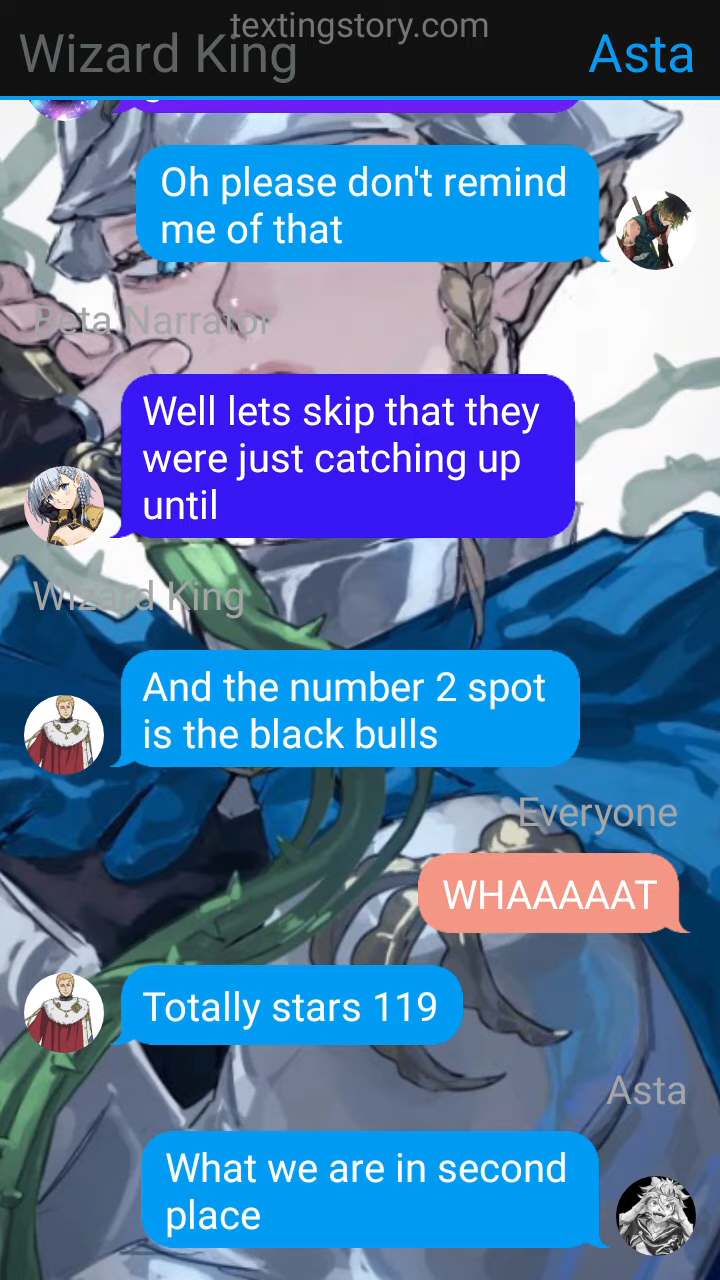 textingstory.com
Wizard King
Asta
Oh please don't remind
me of that
Beta Narrator
Well lets skip that they
were just catching up
until
Wizard King
And the number 2 spot
is the black bulls
Everyone
WHAAAAAT
Totally stars 119
Asta
What we are in second
place